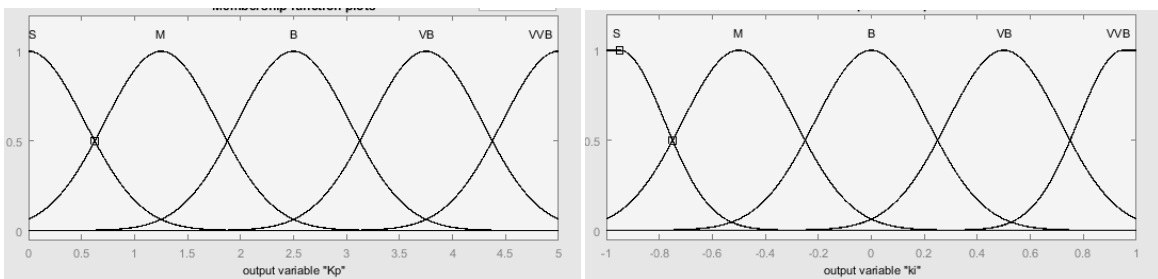 Membership function plots
S M B VB VVB
1
0.5
0
0 0.5 1 1.5 2 2.5 3 3.5 4 4.5 5
output variable "Kp"
S M B VB VVB
1
0.5
0
-1 -0.8 -0.6 -0.4 -0.2 0 0.2 0.4 0.6 0.8 1
output variable "ki"